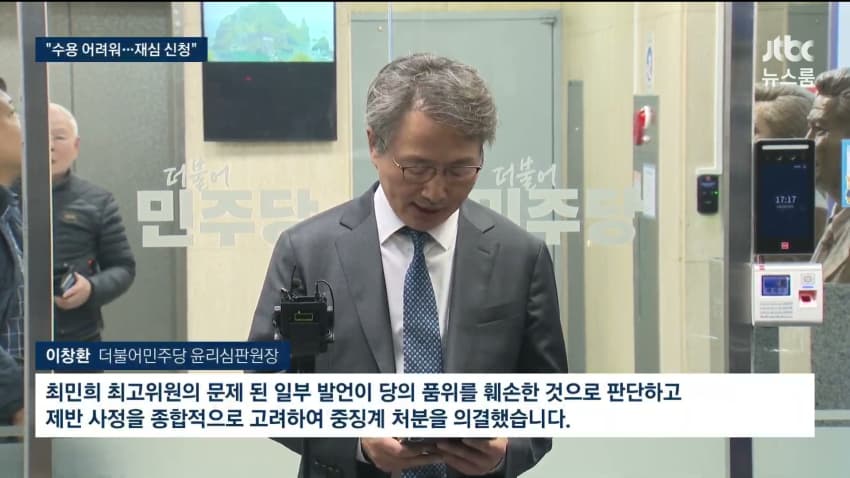 "수용 어려워…재심 신청"
jtbc
뉴스룸
더불어
민주당
더불어
민주당
17:17
이창환 더불어민주당 윤리심판원장
최민희 최고위원의 문제 된 일부 발언이 당의 품위를 훼손한 것으로 판단하고
제반 사정을 종합적으로 고려하여 중징계 처분을 의결했습니다.